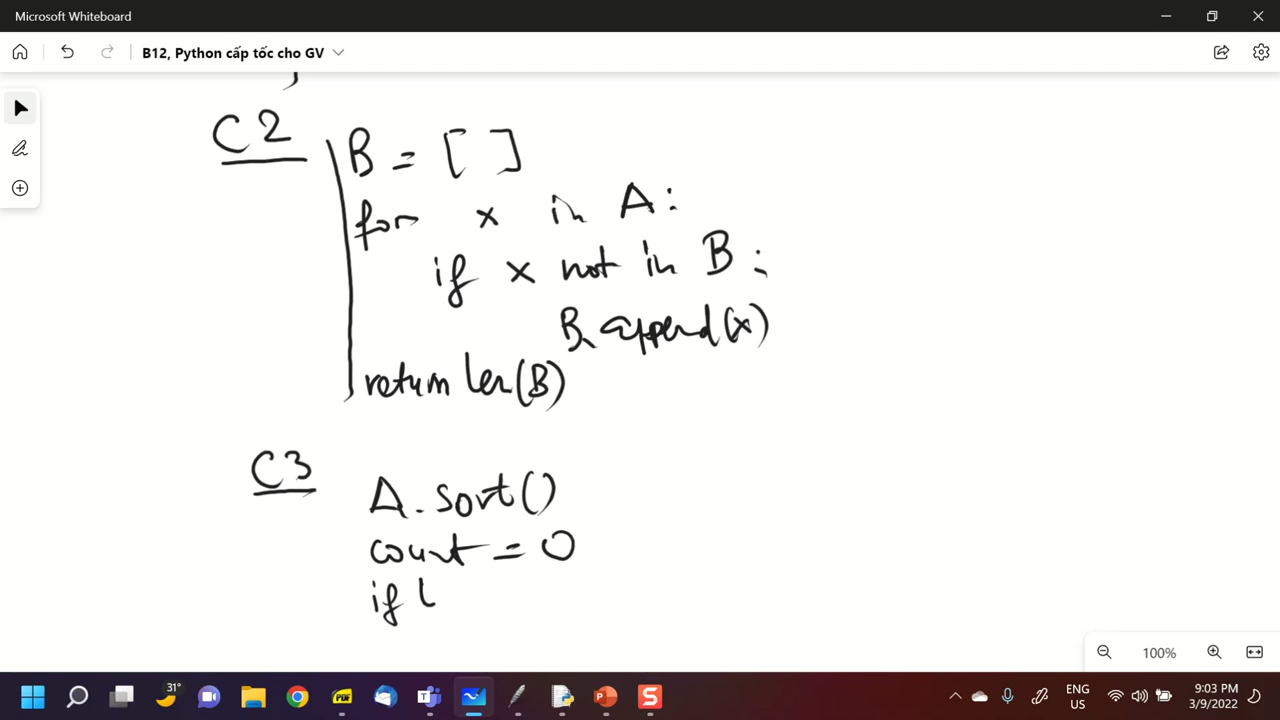 Microsoft Whiteboard
B12, Python cấp tốc cho GV
C2
B = [ ]
for x in A:
if x not in B:
B.append(x)
return len(B)
C3
A.sort()
count = 0
if l
100%
31°
ENG
US
9:03 PM
3/9/2022